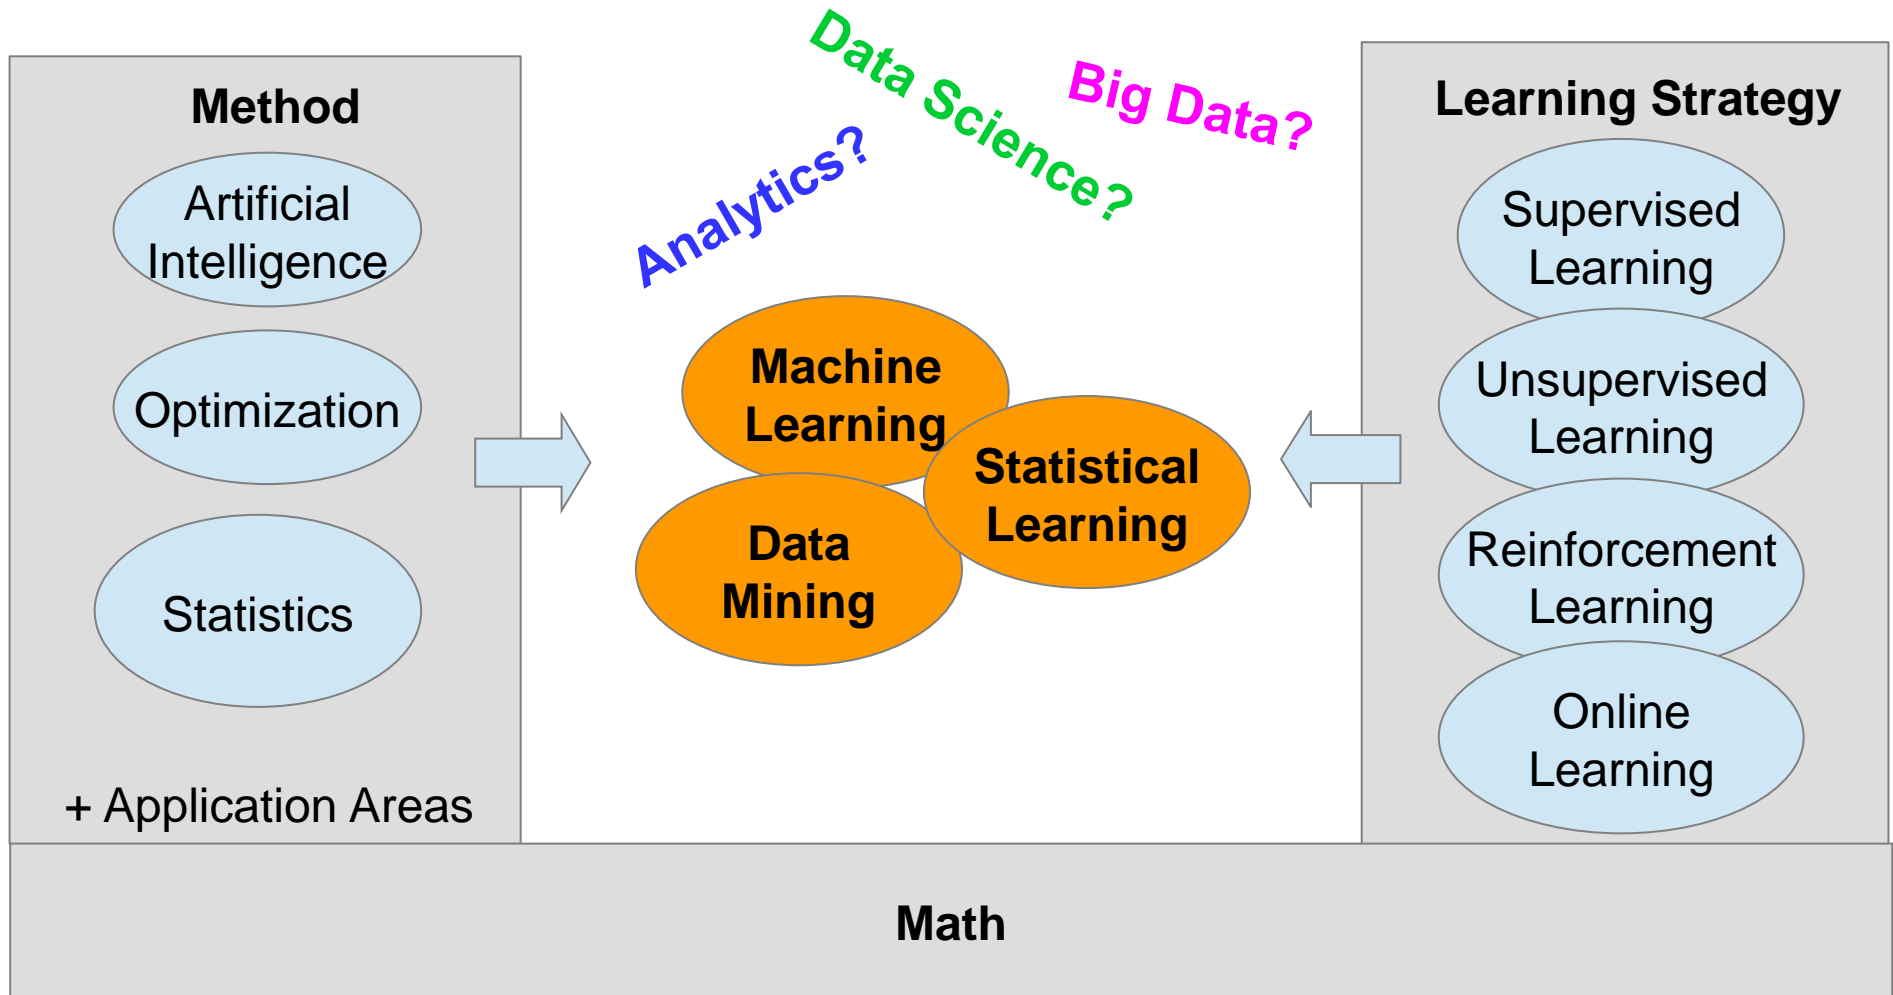 Method
Artificial
Intelligence
Optimization
Statistics
+ Application Areas
Analytics?
Data Science?
Big Data?
Machine
Learning
Statistical
Learning
Data
Mining
Learning Strategy
Supervised
Learning
Unsupervised
Learning
Reinforcement
Learning
Online
Learning
Math